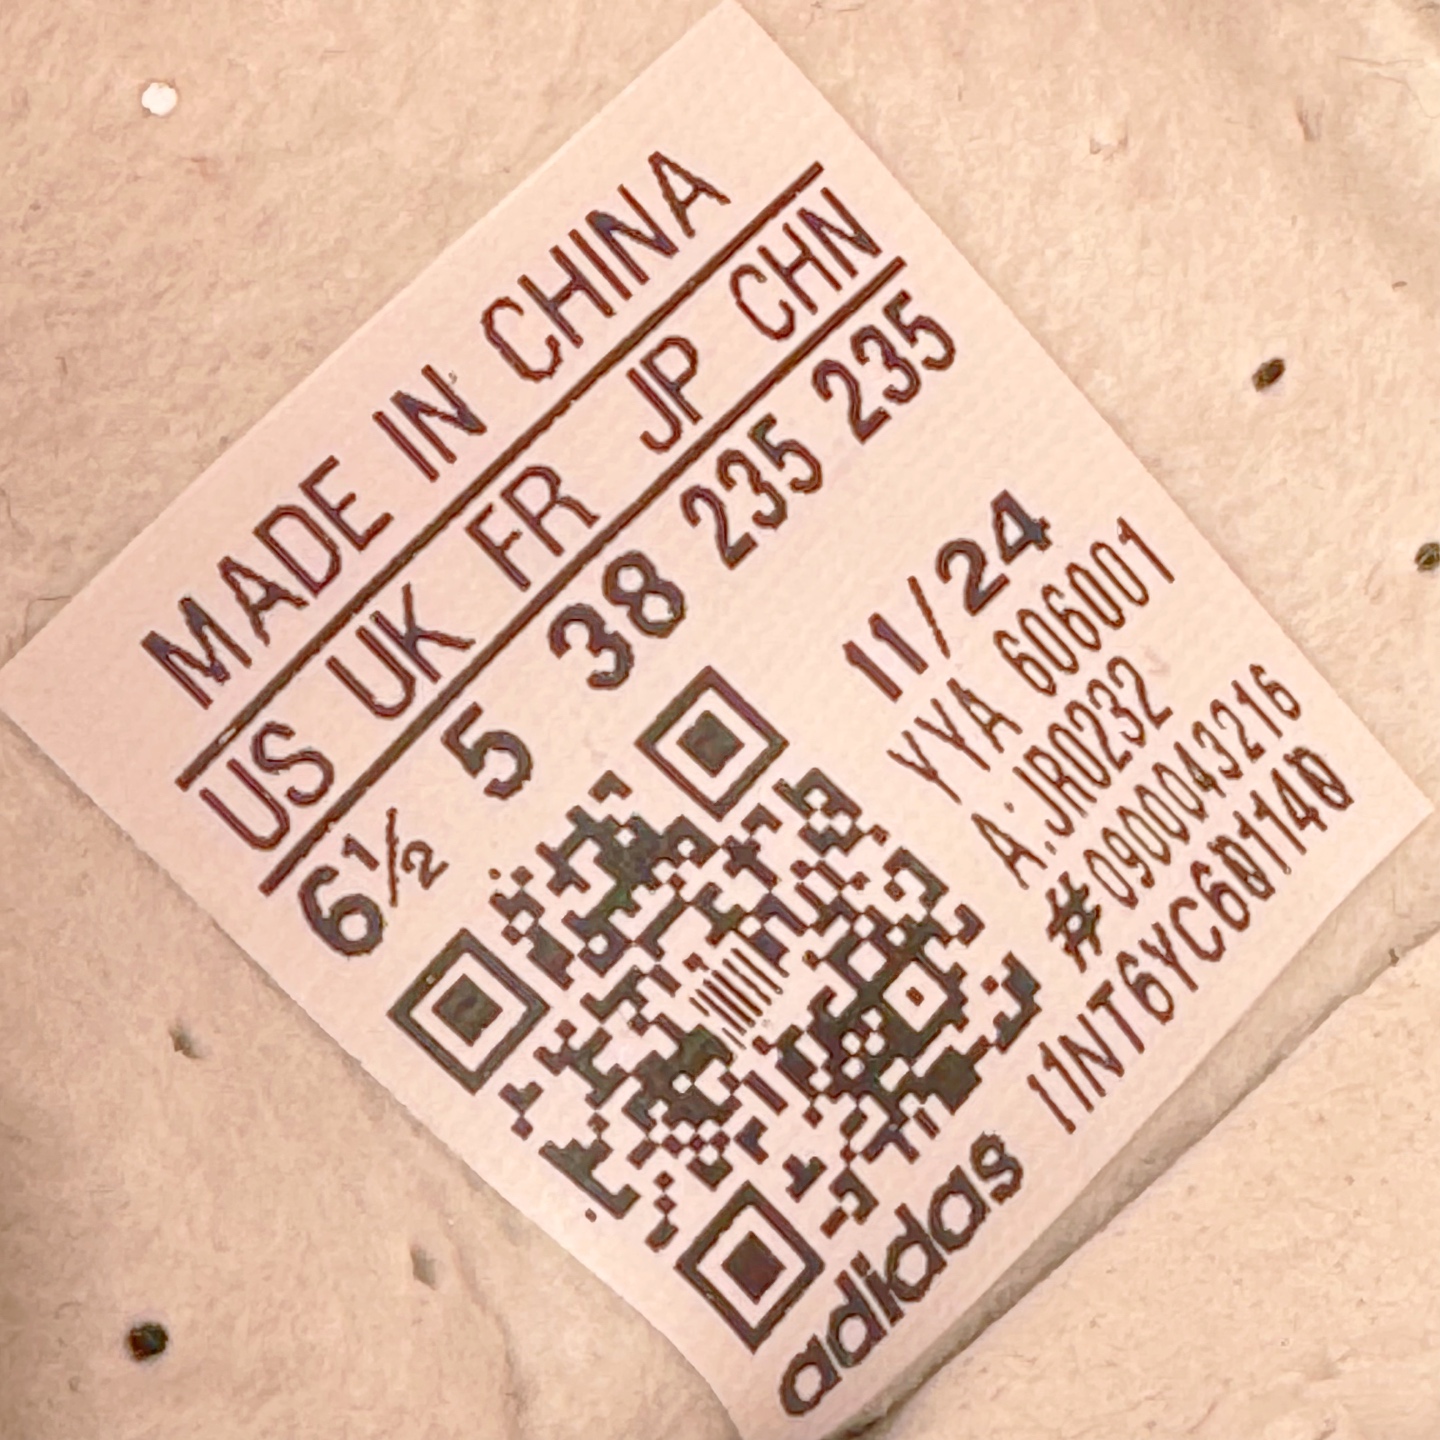 MADE IN CHINA
US UK FR JP CHN
6½ 5 38 235 235
11/24
YYA 606001
A:JR0232
#0900043216
11NT6YC601140
adidas